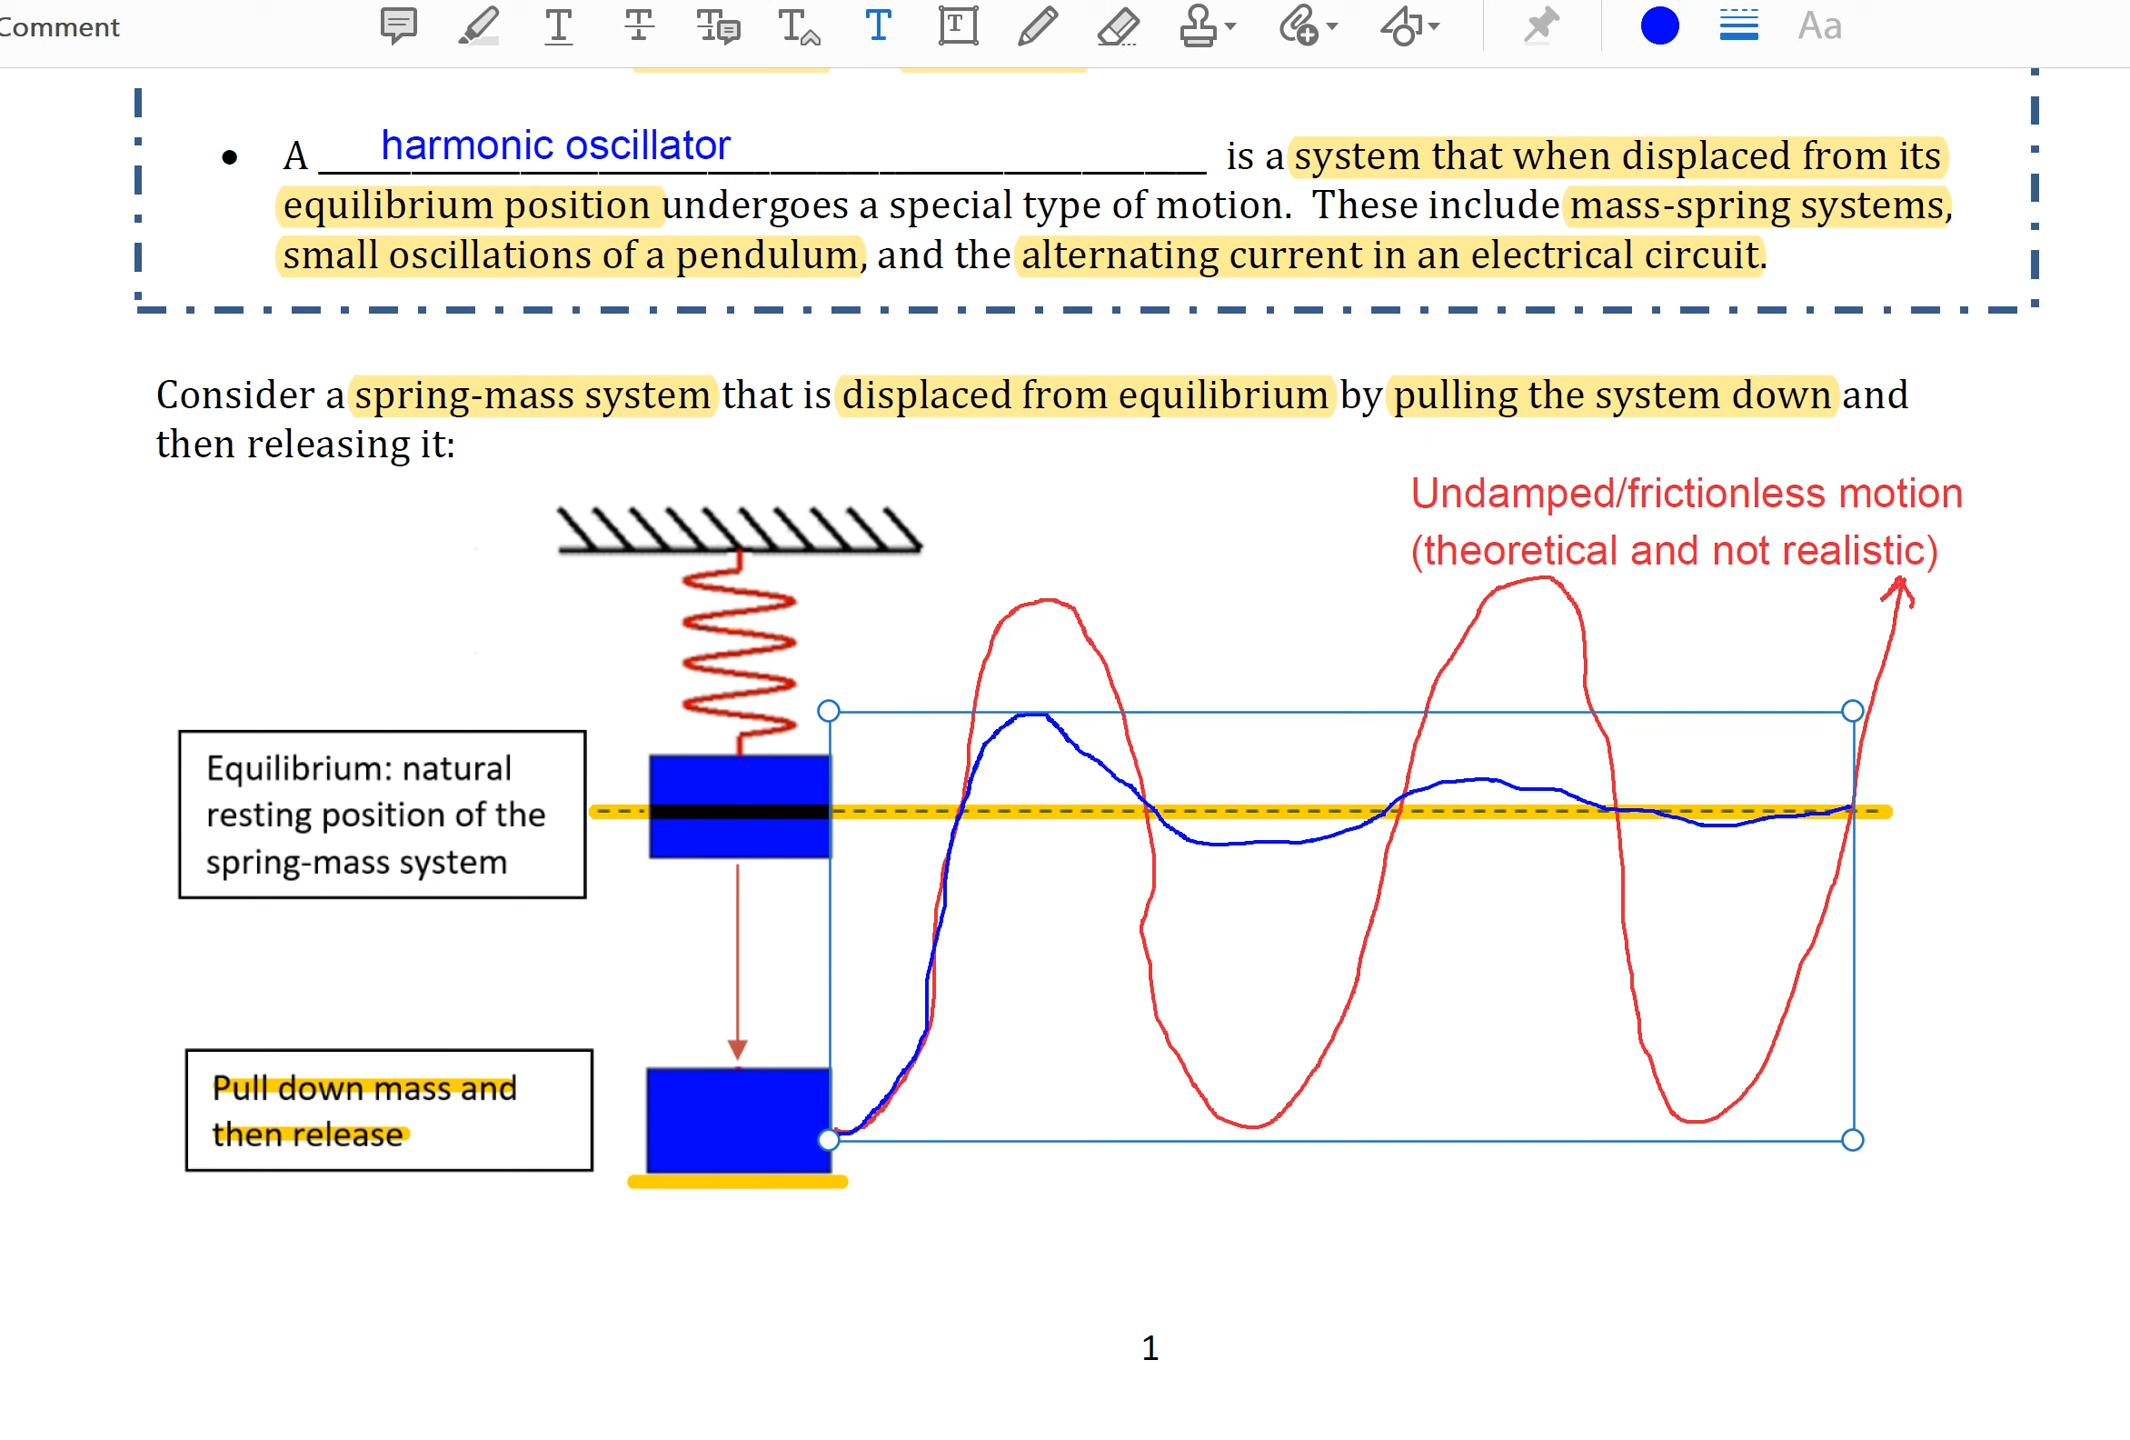 Comment
T T T T T T Aa
• A harmonic oscillator is a system that when displaced from its
equilibrium position undergoes a special type of motion. These include mass-spring systems,
small oscillations of a pendulum, and the alternating current in an electrical circuit.
Consider a spring-mass system that is displaced from equilibrium by pulling the system down and
then releasing it:
Undamped/frictionless motion
(theoretical and not realistic)
Equilibrium: natural
resting position of the
spring-mass system
Pull down mass and
then release
1